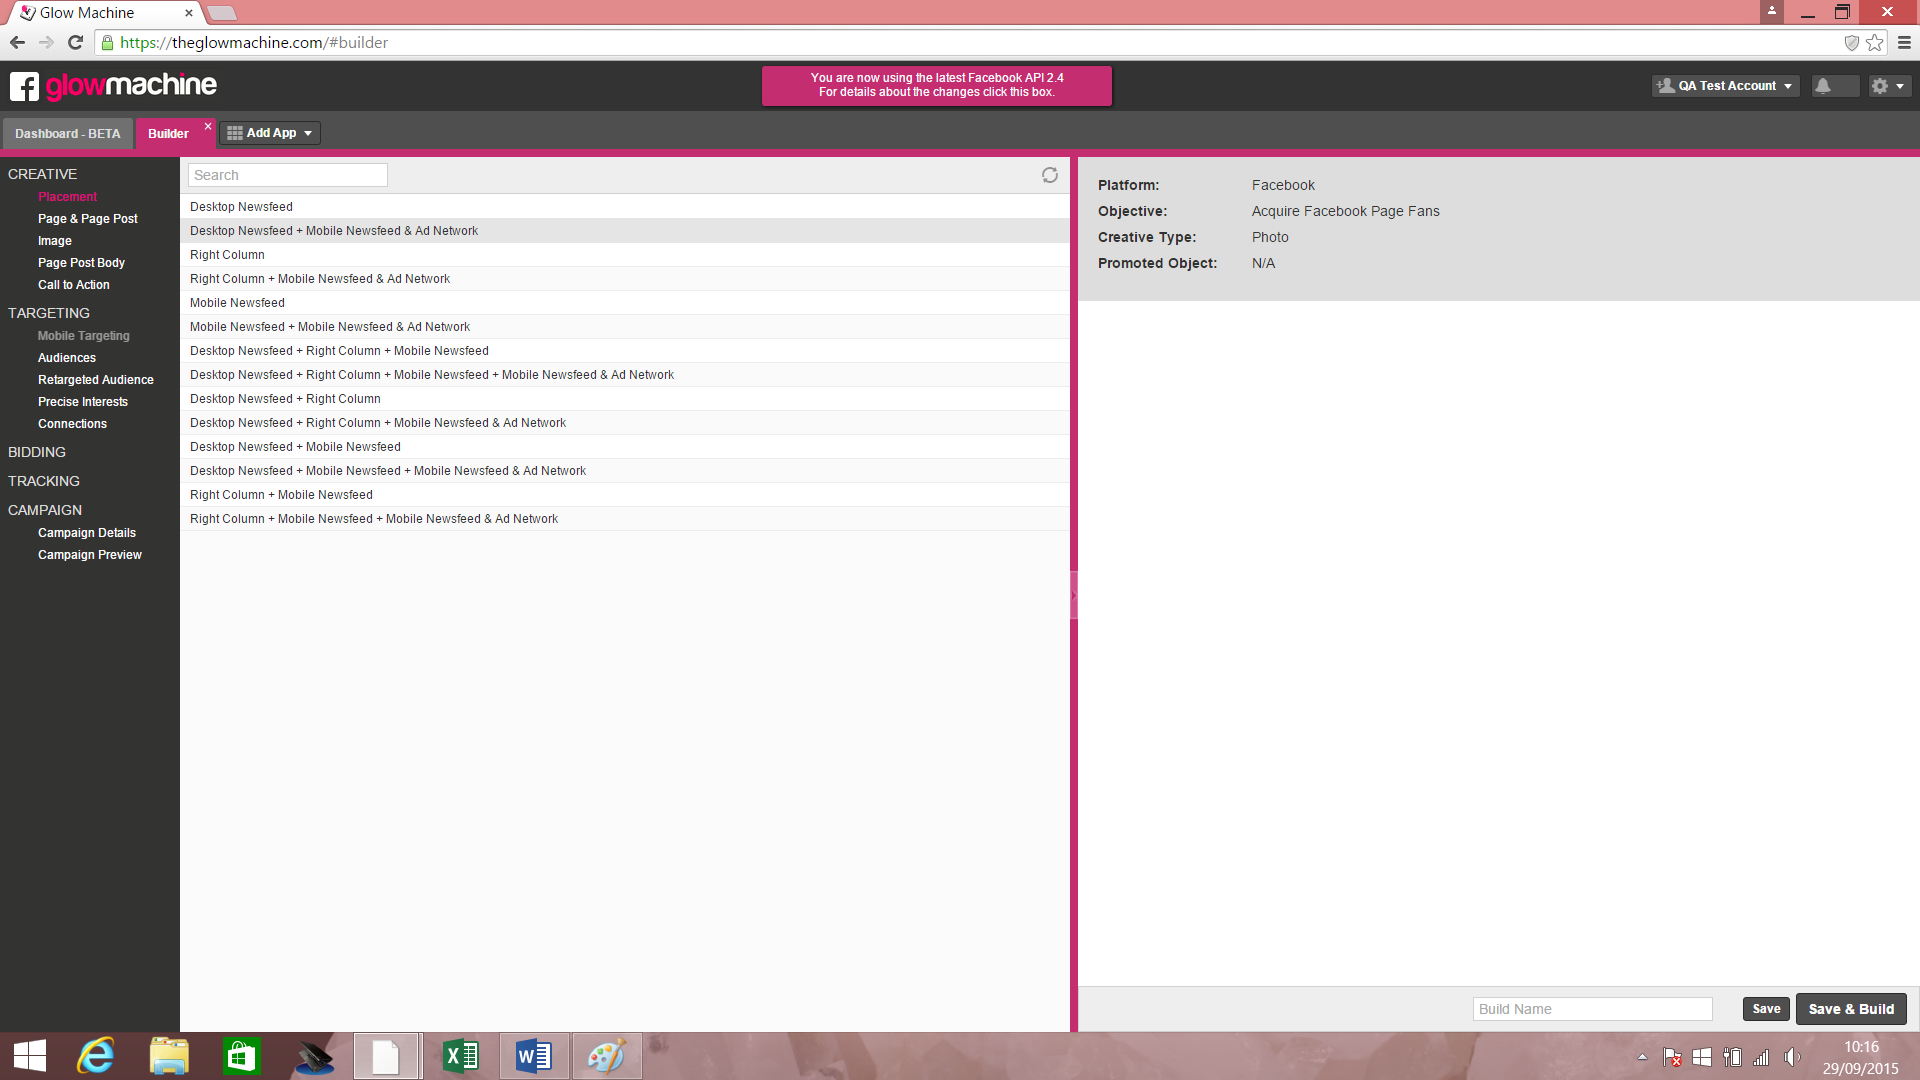 Glow Machine
https://theglowmachine.com/#builder
glowmachine
You are now using the latest Facebook API 2.4
For details about the changes click this box.
QA Test Account
Dashboard - BETA
Builder
Add App
CREATIVE
Placement
Page & Page Post
Image
Page Post Body
Call to Action
TARGETING
Mobile Targeting
Audiences
Retargeted Audience
Precise Interests
Connections
BIDDING
TRACKING
CAMPAIGN
Campaign Details
Campaign Preview
Search
Desktop Newsfeed
Desktop Newsfeed + Mobile Newsfeed & Ad Network
Right Column
Right Column + Mobile Newsfeed & Ad Network
Mobile Newsfeed
Mobile Newsfeed + Mobile Newsfeed & Ad Network
Desktop Newsfeed + Right Column + Mobile Newsfeed
Desktop Newsfeed + Right Column + Mobile Newsfeed + Mobile Newsfeed & Ad Network
Desktop Newsfeed + Right Column
Desktop Newsfeed + Right Column + Mobile Newsfeed & Ad Network
Desktop Newsfeed + Mobile Newsfeed
Desktop Newsfeed + Mobile Newsfeed + Mobile Newsfeed & Ad Network
Right Column + Mobile Newsfeed
Right Column + Mobile Newsfeed + Mobile Newsfeed & Ad Network
Platform: Facebook
Objective: Acquire Facebook Page Fans
Creative Type: Photo
Promoted Object: N/A
Build Name
Save
Save & Build
10:16
29/09/2015